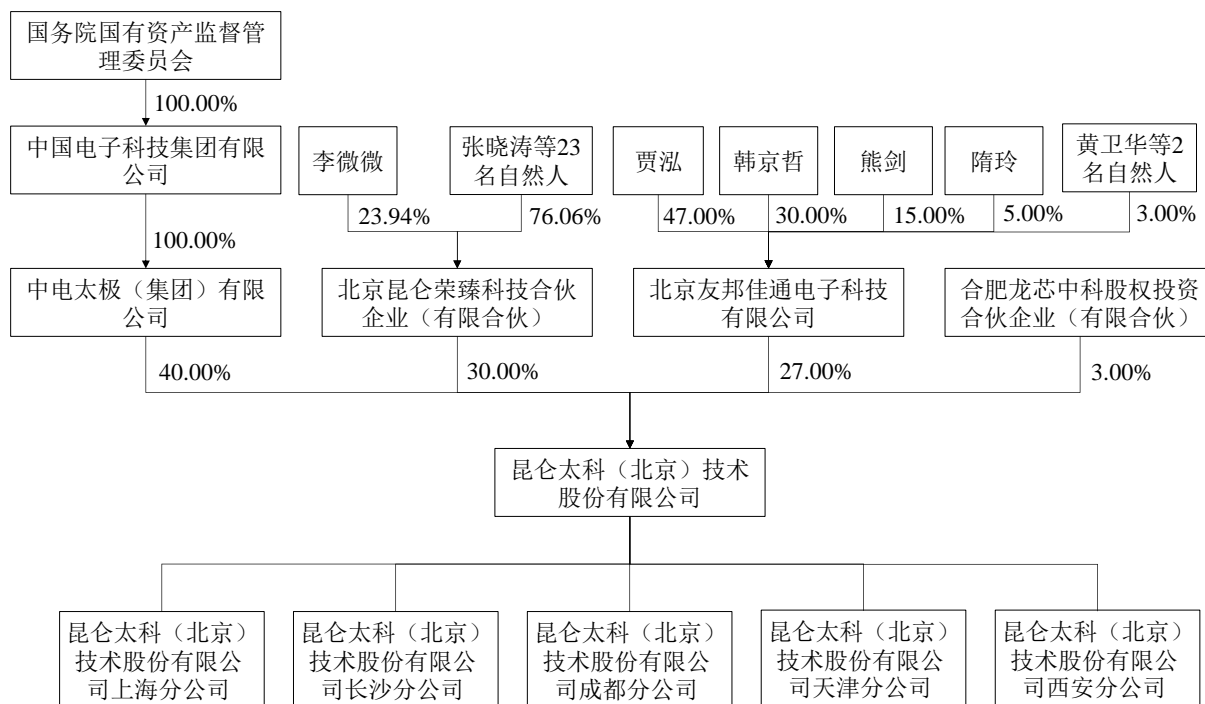 国务院国有资产监督管
理委员会
100.00%
中国电子科技集团有限
公司
李微微
张晓涛等23
名自然人
贾泓
韩京哲
熊剑
隋玲
黄卫华等2
名自然人
23.94%
76.06%
47.00%
30.00%
15.00%
5.00%
3.00%
100.00%
中电太极（集团）有限
公司
北京昆仑荣臻科技合伙
企业（有限合伙）
北京友邦佳通电子科技
有限公司
合肥龙芯中科股权投资
合伙企业（有限合伙）
40.00%
30.00%
27.00%
3.00%
昆仑太科（北京）技术
股份有限公司
昆仑太科（北京）
技术股份有限公
司上海分公司
昆仑太科（北京）
技术股份有限公
司长沙分公司
昆仑太科（北京）
技术股份有限公
司成都分公司
昆仑太科（北京）
技术股份有限公
司天津分公司
昆仑太科（北京）
技术股份有限公
司西安分公司